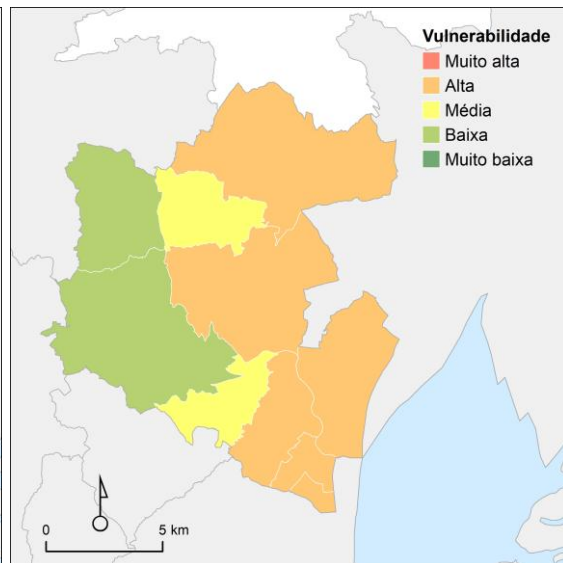 Vulnerabilidade
Muito alta
Alta
Média
Baixa
Muito baixa
0 5 km